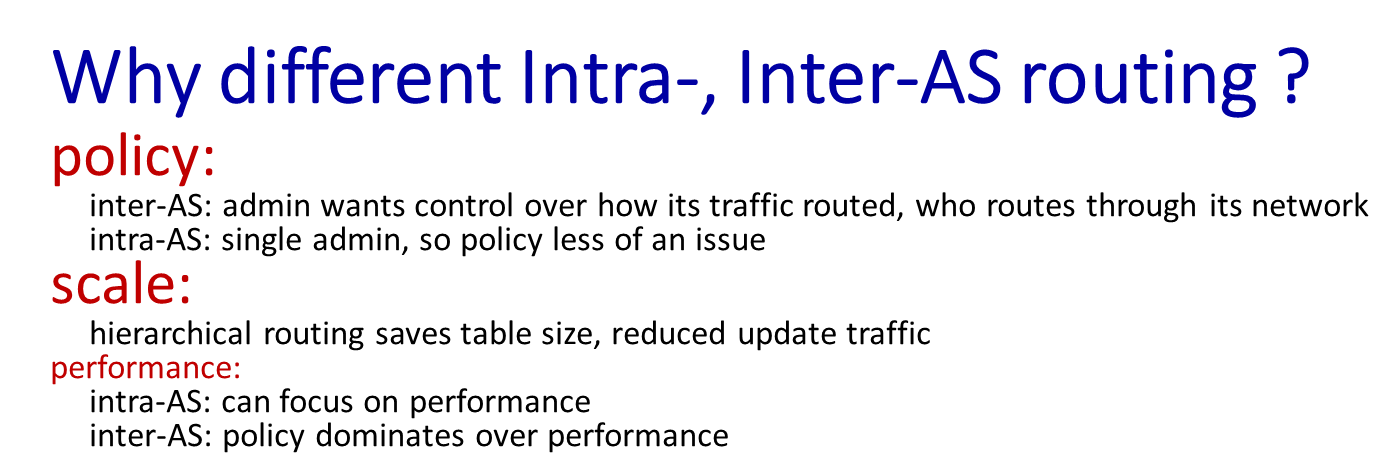 Why different Intra-, Inter-AS routing ?
policy:
inter-AS: admin wants control over how its traffic routed, who routes through its network
intra-AS: single admin, so policy less of an issue
scale:
hierarchical routing saves table size, reduced update traffic
performance:
intra-AS: can focus on performance
inter-AS: policy dominates over performance